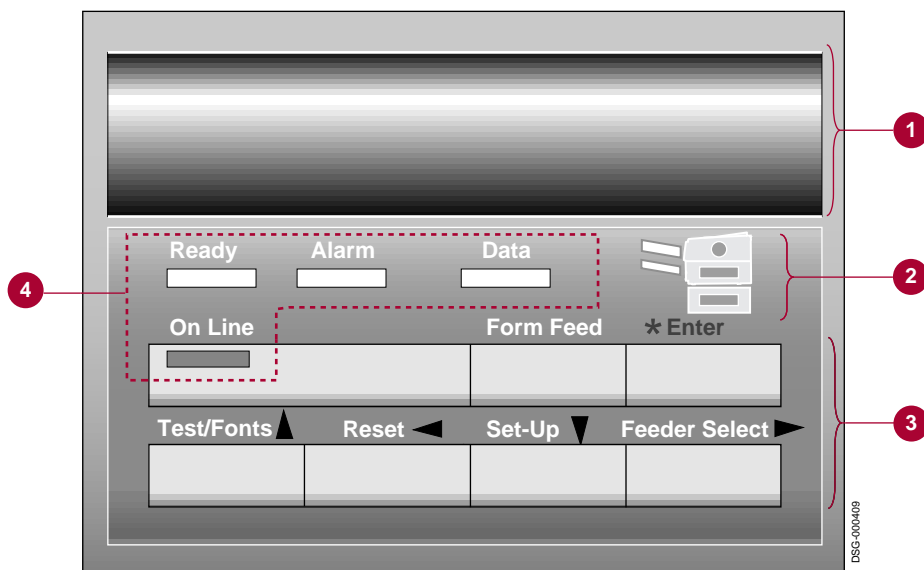 1
Ready Alarm Data
2
4
On Line Form Feed * Enter
Test/Fonts Reset Set-Up Feeder Select
3
DSG-000409